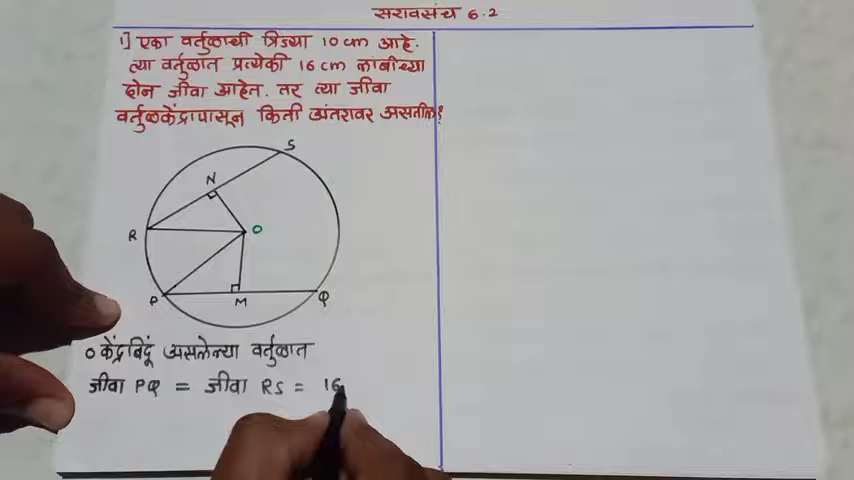 सरावसंच 6.2
1] एका वर्तुळाची त्रिज्या 10 cm आहे.
त्या वर्तुळात प्रत्येकी 16 cm लांबीच्या
दोन जीवा आहेत. तर त्या जीवा
वर्तुळकेंद्रापासून किती अंतरावर असतील?
S
N
R
O
P
M
Q
O केंद्रबिंदू असलेल्या वर्तुळात
जीवा PQ = जीवा RS = 16